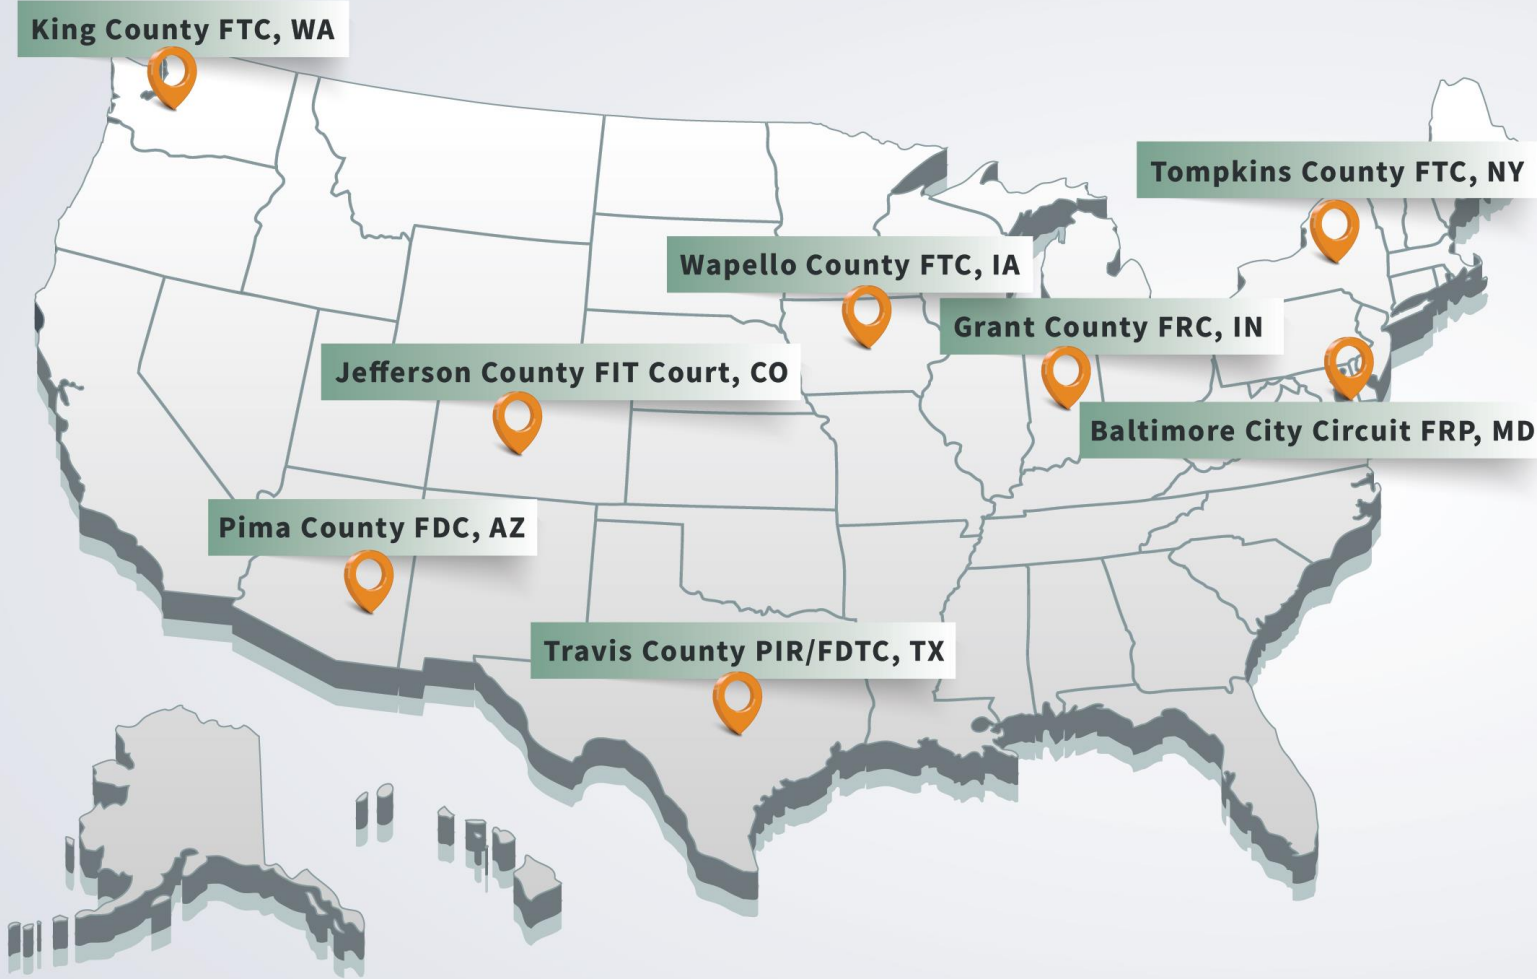 King County FTC, WA
Tompkins County FTC, NY
Wapello County FTC, IA
Grant County FRC, IN
Jefferson County FIT Court, CO
Baltimore City Circuit FRP, MD
Pima County FDC, AZ
Travis County PIR/FDTC, TX